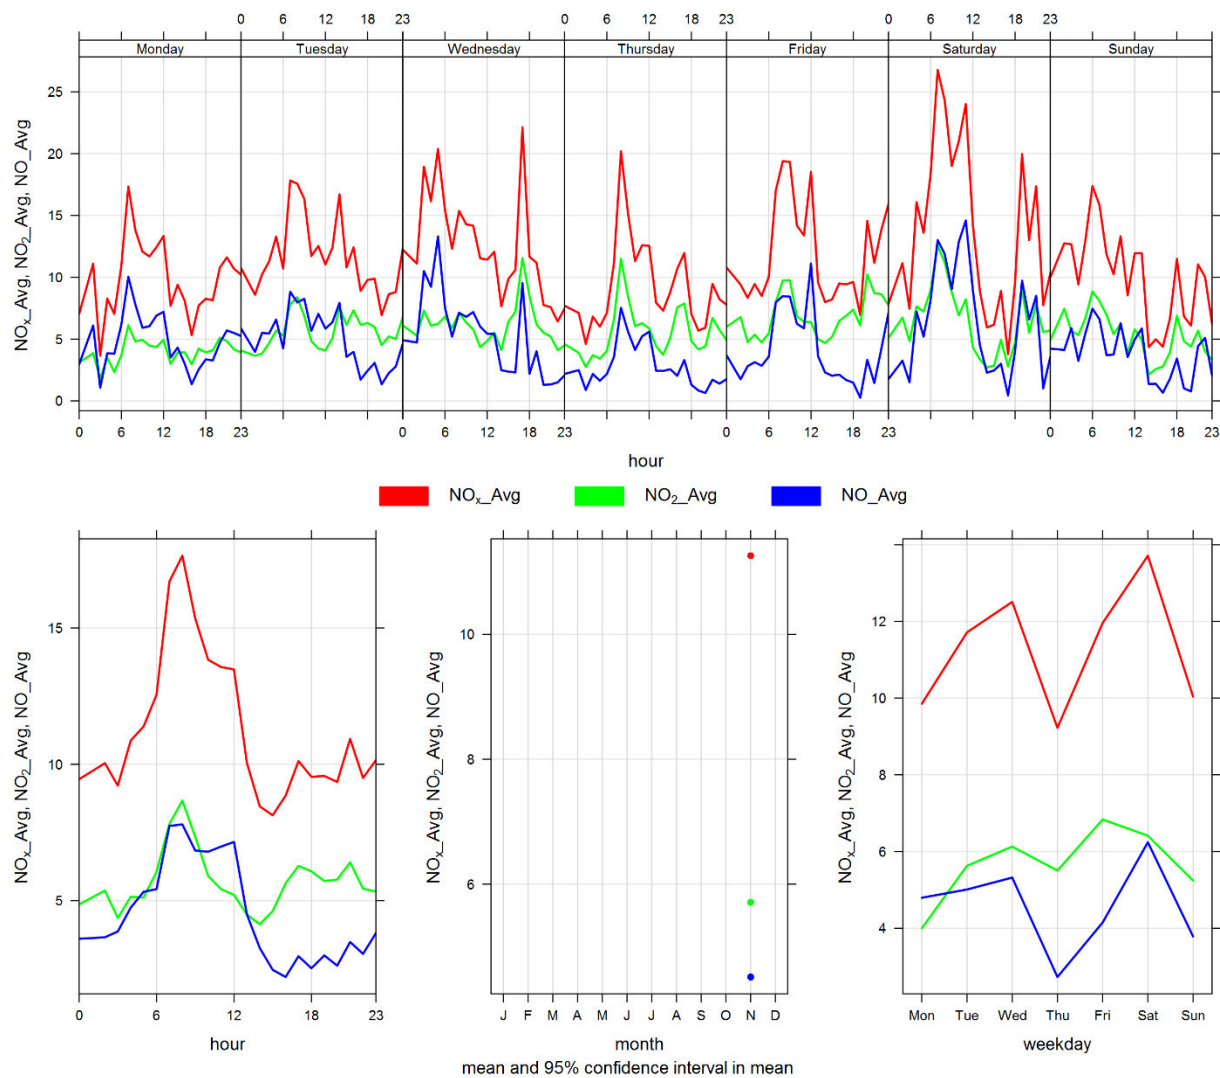 0 6 12 18 23 0 6 12 18 23 0 6 12 18 23
Monday Tuesday Wednesday Thursday Friday Saturday Sunday
25
20
15
10
5
0
NOₓ_Avg, NO₂_Avg, NO_Avg
0 6 12 18 23 0 6 12 18 23 0 6 12 18 23 0 6 12 18 23
hour
NOₓ_Avg NO₂_Avg NO_Avg
15
10
5
NOₓ_Avg, NO₂_Avg, NO_Avg
0 6 12 18 23
hour
10
8
6
NOₓ_Avg, NO₂_Avg, NO_Avg
J F M A M J J A S O N D
month
12
10
8
6
4
NOₓ_Avg, NO₂_Avg, NO_Avg
Mon Tue Wed Thu Fri Sat Sun
weekday
mean and 95% confidence interval in mean